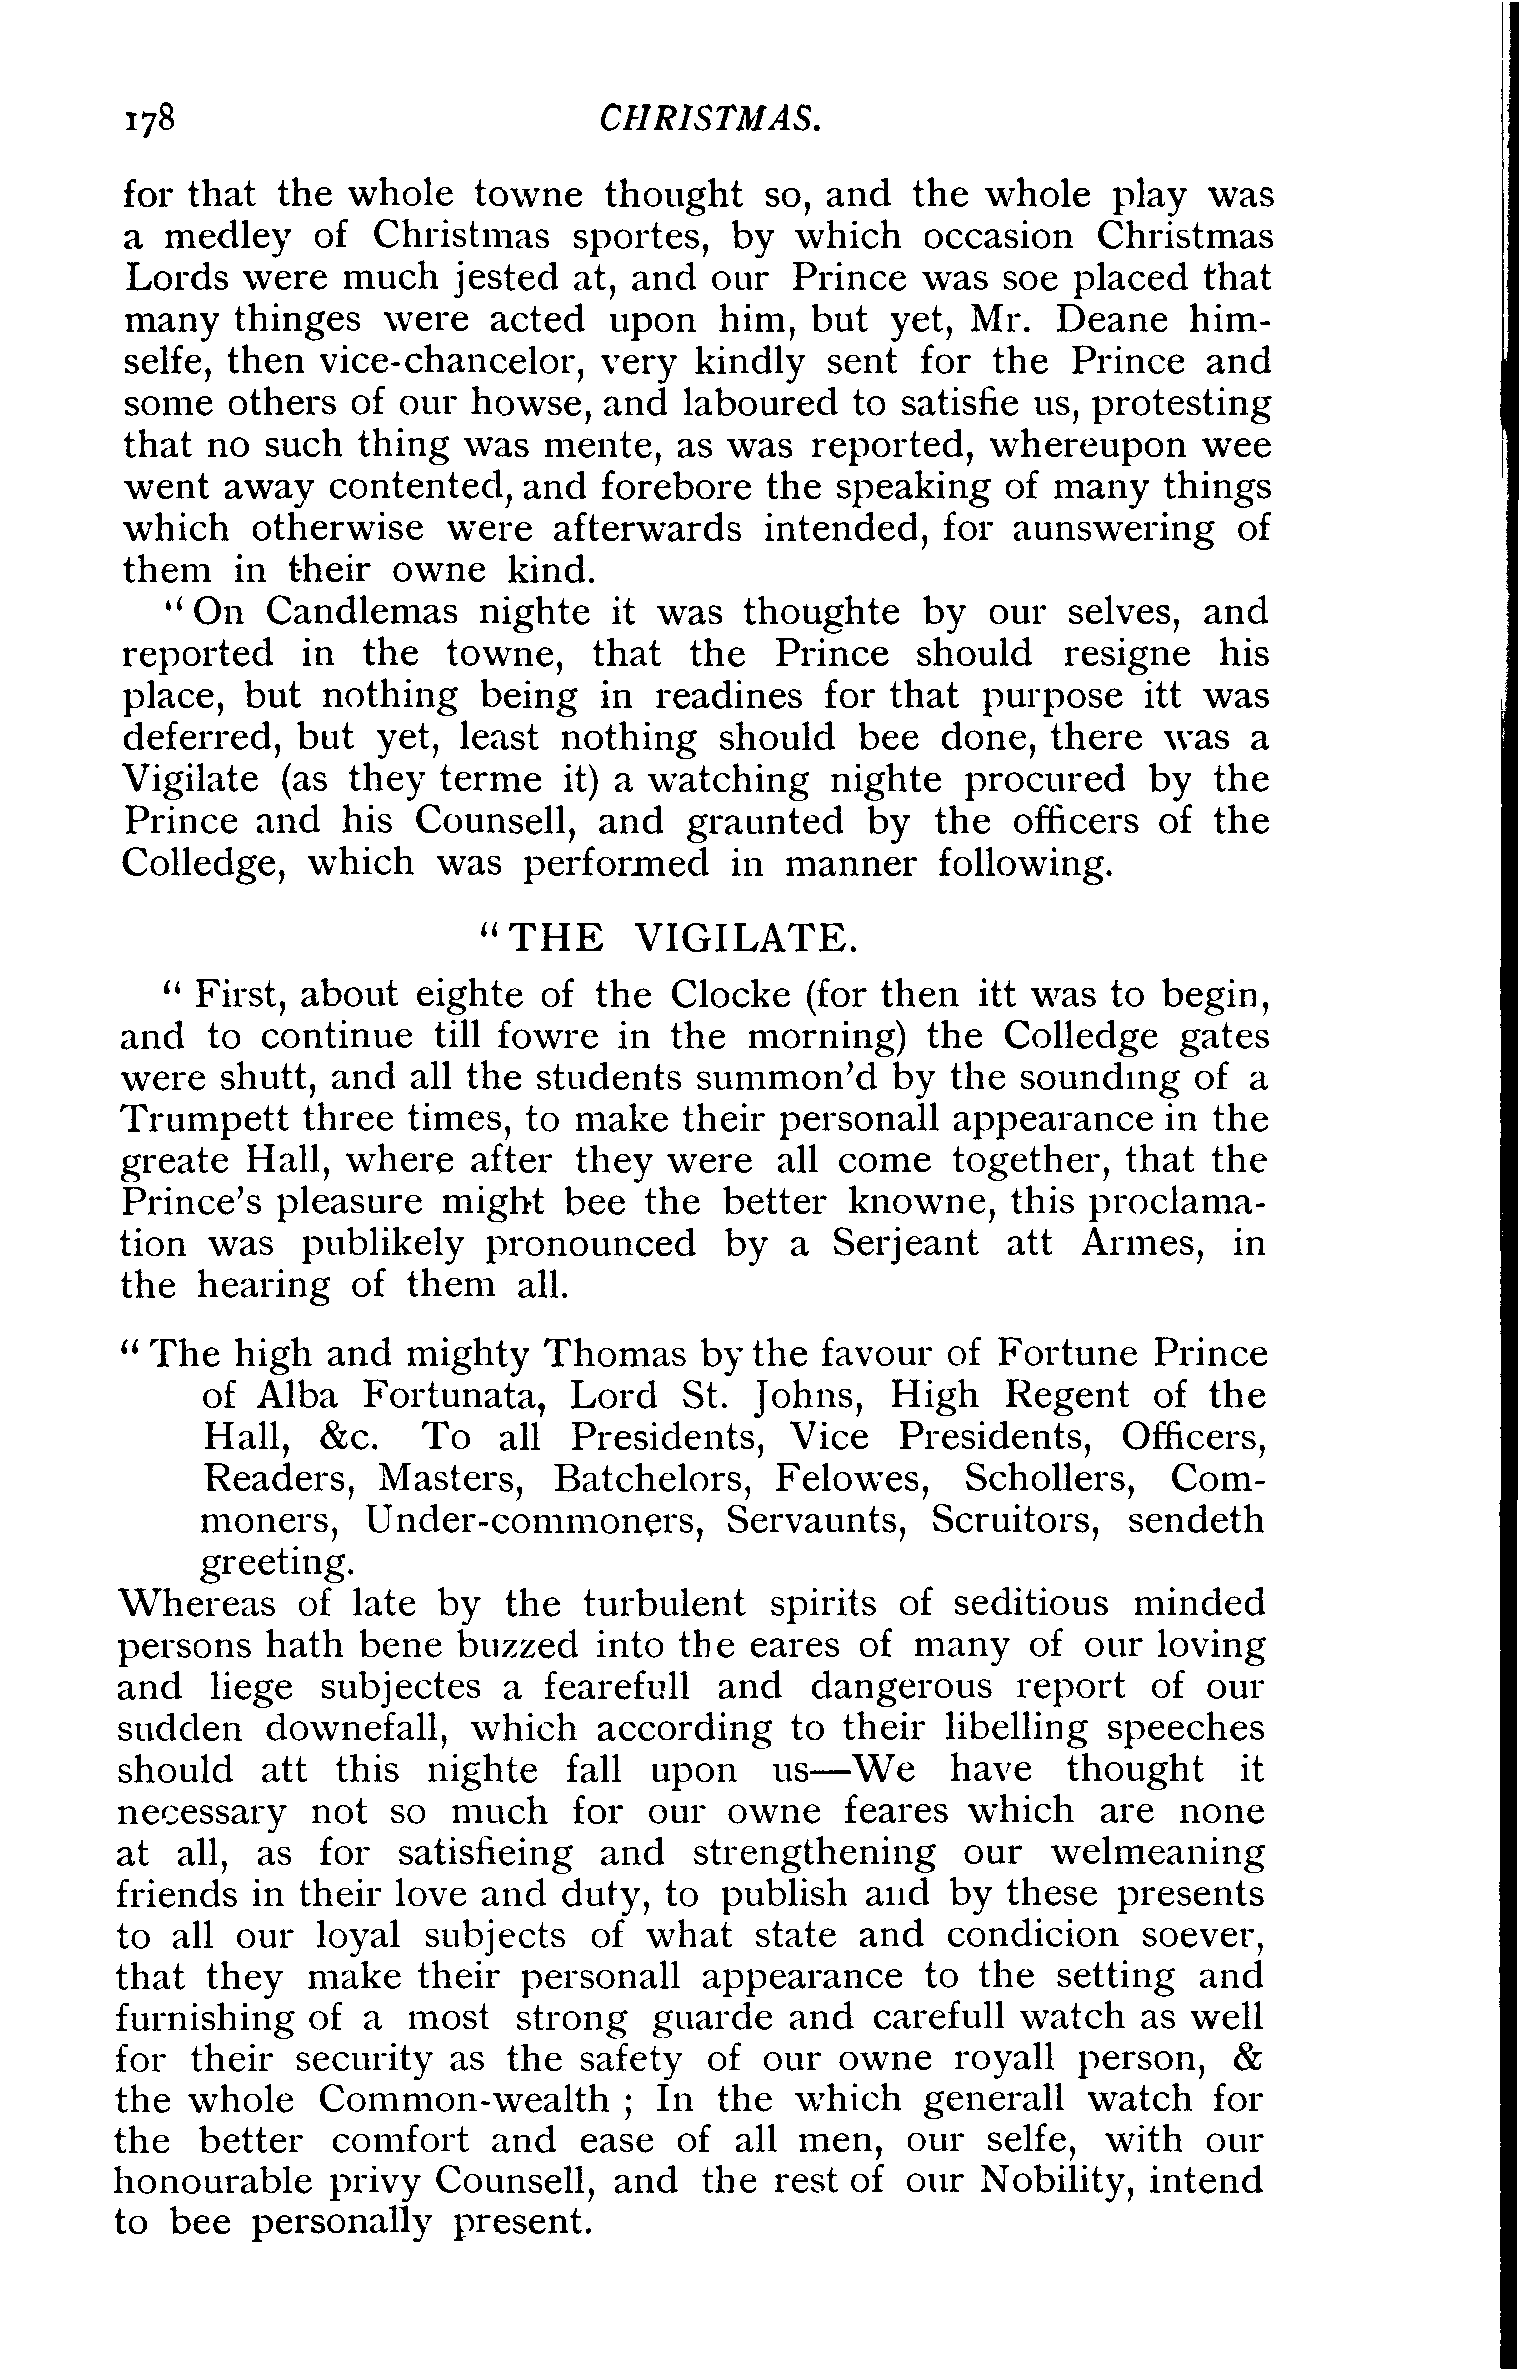 178 CHRISTMAS.
for that the whole towne thought so, and the whole play was
a medley of Christmas sportes, by which occasion Christmas
Lords were much jested at, and our Prince was soe placed that
many thinges were acted upon him, but yet, Mr. Deane him-
selfe, then vice-chancelor, very kindly sent for the Prince and
some others of our howse, and laboured to satisfie us, protesting
that no such thing was mente, as was reported, whereupon wee
went away contented, and forebore the speaking of many things
which otherwise were afterwards intended, for aunswering of
them in their owne kind.
“On Candlemas nighte it was thoughte by our selves, and
reported in the towne, that the Prince should resigne his
place, but nothing being in readines for that purpose itt was
deferred, but yet, least nothing should bee done, there was a
Vigilate (as they terme it) a watching nighte procured by the
Prince and his Counsell, and graunted by the officers of the
Colledge, which was performed in manner following.
“THE VIGILATE.
“First, about eighte of the Clocke (for then itt was to begin,
and to continue till fowre in the morning) the Colledge gates
were shutt, and all the students summon'd by the sounding of a
Trumpett three times, to make their personall appearance in the
greate Hall, where after they were all come together, that the
Prince's pleasure might bee the better knowne, this proclama-
tion was publikely pronounced by a Serjeant att Armes, in
the hearing of them all.
“The high and mighty Thomas by the favour of Fortune Prince
of Alba Fortunata, Lord St. Johns, High Regent of the
Hall, &c. To all Presidents, Vice Presidents, Officers,
Readers, Masters, Batchelors, Felowes, Schollers, Com-
moners, Under-commoners, Servaunts, Scruitors, sendeth
greeting.
Whereas of late by the turbulent spirits of seditious minded
persons hath bene buzzed into the eares of many of our loving
and liege subjectes a fearefull and dangerous report of our
sudden downefall, which according to their libelling speeches
should att this nighte fall upon us—We have thought it
necessary not so much for our owne feares which are none
at all, as for satisfieing and strengthening our welmeaning
friends in their love and duty, to publish and by these presents
to all our loyal subjects of what state and condicion soever,
that they make their personall appearance to the setting and
furnishing of a most strong guarde and carefull watch as well
for their security as the safety of our owne royall person, &
the whole Common-wealth ; In the which generall watch for
the better comfort and ease of all men, our selfe, with our
honourable privy Counsell, and the rest of our Nobility, intend
to bee personally present.